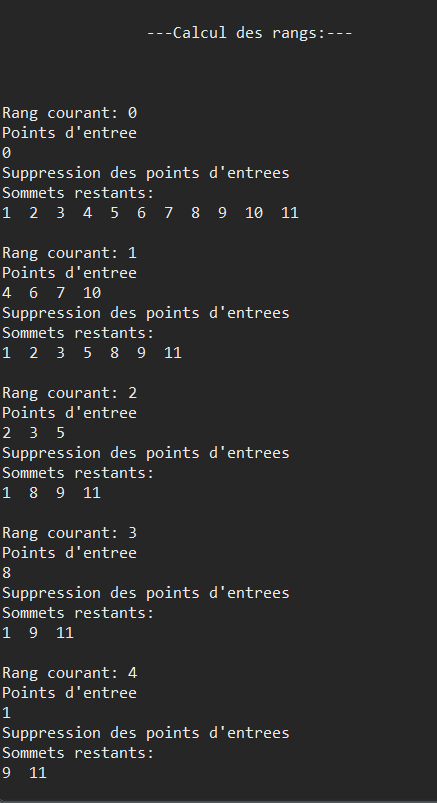 ---Calcul des rangs:---
Rang courant: 0
Points d'entree
0
Suppression des points d'entrees
Sommets restants:
1  2  3  4  5  6  7  8  9  10  11
Rang courant: 1
Points d'entree
4  6  7  10
Suppression des points d'entrees
Sommets restants:
1  2  3  5  8  9  11
Rang courant: 2
Points d'entree
2  3  5
Suppression des points d'entrees
Sommets restants:
1  8  9  11
Rang courant: 3
Points d'entree
8
Suppression des points d'entrees
Sommets restants:
1  9  11
Rang courant: 4
Points d'entree
1
Suppression des points d'entrees
Sommets restants:
9  11